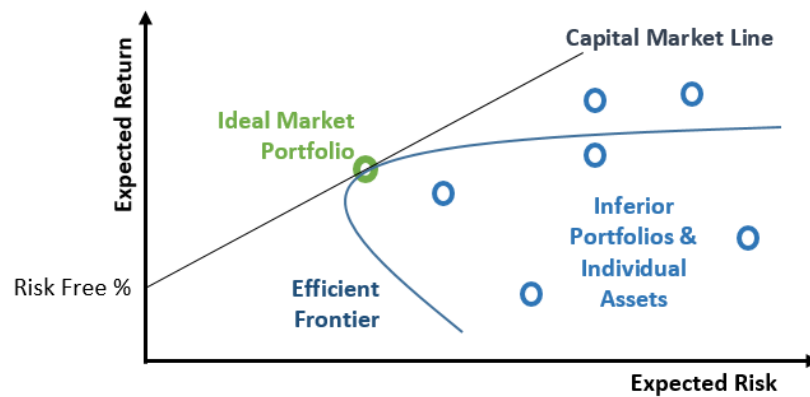 Capital Market Line
Expected Return
Ideal Market
Portfolio
Inferior
Portfolios &
Individual
Assets
Risk Free %
Efficient
Frontier
Expected Risk